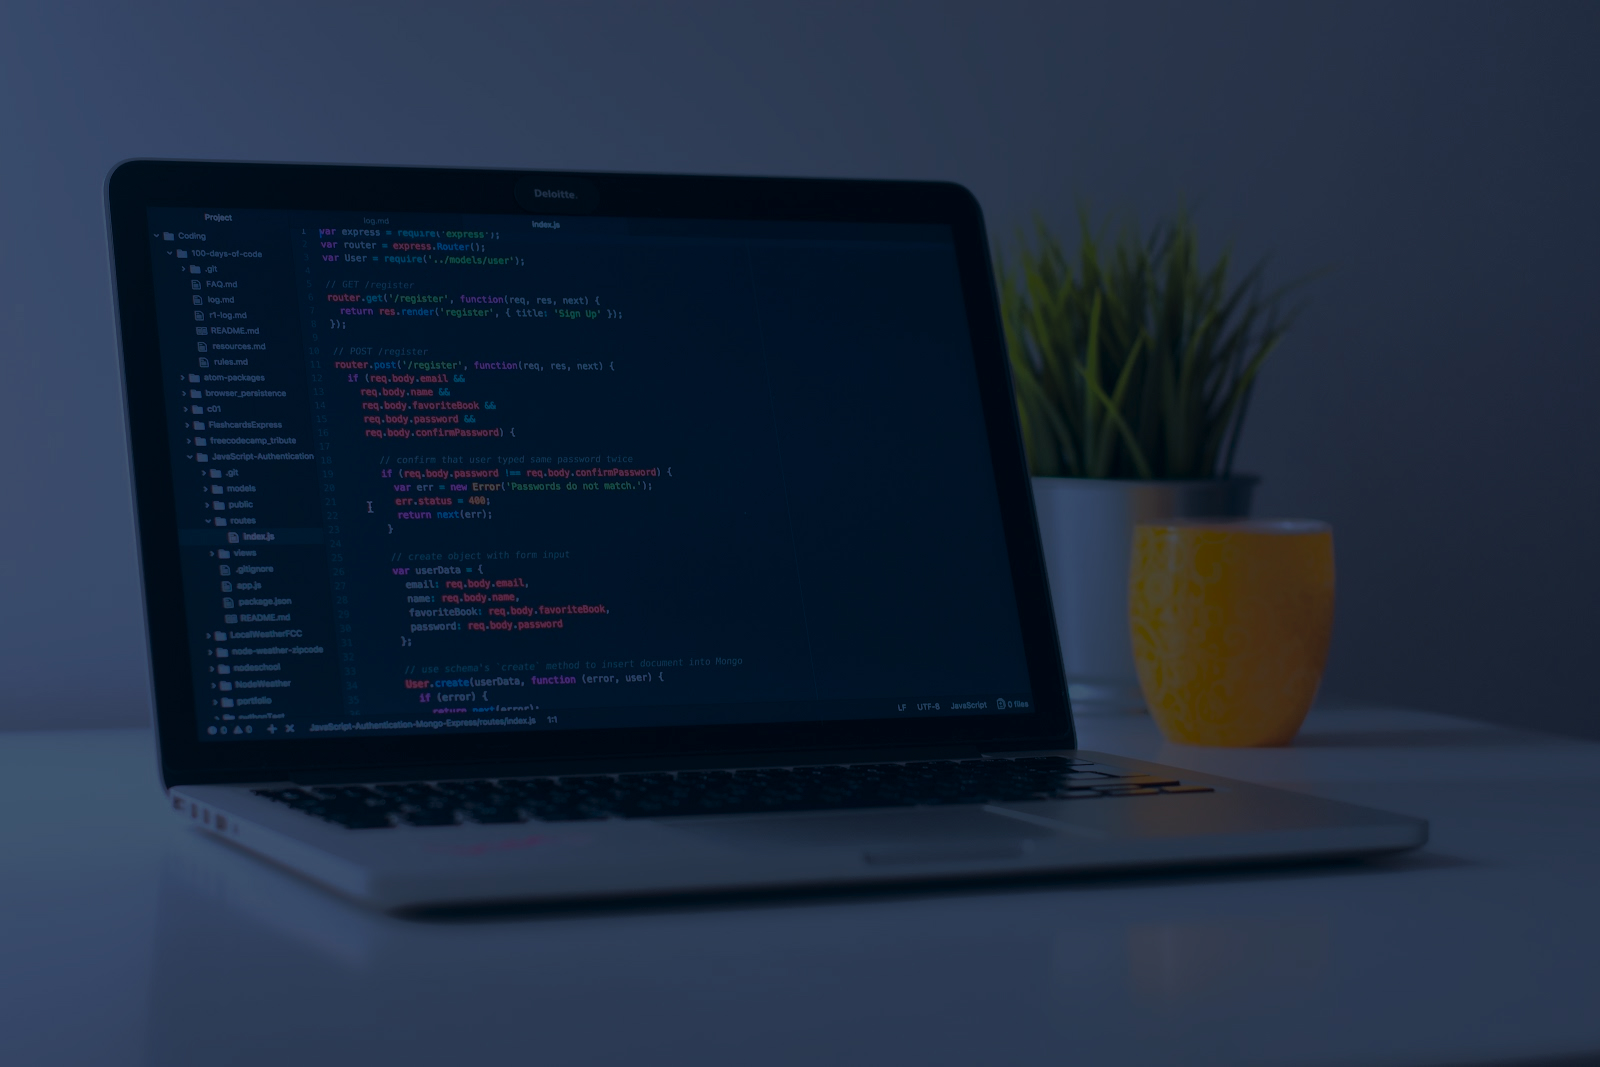 Deloitte.
Project
log.md
index.js
Coding
100-days-of-code
.git
FAQ.md
log.md
r1-log.md
README.md
resources.md
rules.md
atom-packages
browser_persistence
c01
FlashcardsExpress
freecodecamp_tribute
JavaScript-Authentication
.git
models
public
routes
index.js
views
.gitignore
app.js
package.json
README.md
LocalWeatherFCC
node-weather-zipcode
nodeschool
NodeWeather
portfolio
pythonTest
1 var express = require('express');
2 var router = express.Router();
3 var User = require('../models/user');
4
5 // GET /register
6 router.get('/register', function(req, res, next) {
7 return res.render('register', { title: 'Sign Up' });
8 });
9
10 // POST /register
11 router.post('/register', function(req, res, next) {
12 if (req.body.email &&
13 req.body.name &&
14 req.body.favoriteBook &&
15 req.body.password &&
16 req.body.confirmPassword) {
17
18 // confirm that user typed same password twice
19 if (req.body.password !== req.body.confirmPassword) {
20 var err = new Error('Passwords do not match.');
21 err.status = 400;
22 return next(err);
23 }
24
25 // create object with form input
26 var userData = {
27 email: req.body.email,
28 name: req.body.name,
29 favoriteBook: req.body.favoriteBook,
30 password: req.body.password
31 };
32
33 // use schema's `create` method to insert document into Mongo
34 User.create(userData, function (error, user) {
35 if (error) {
36 return next(error);
0 0 JavaScript-Authentication-Mongo-Express/routes/index.js 1:1
LF UTF-8 JavaScript 0 files